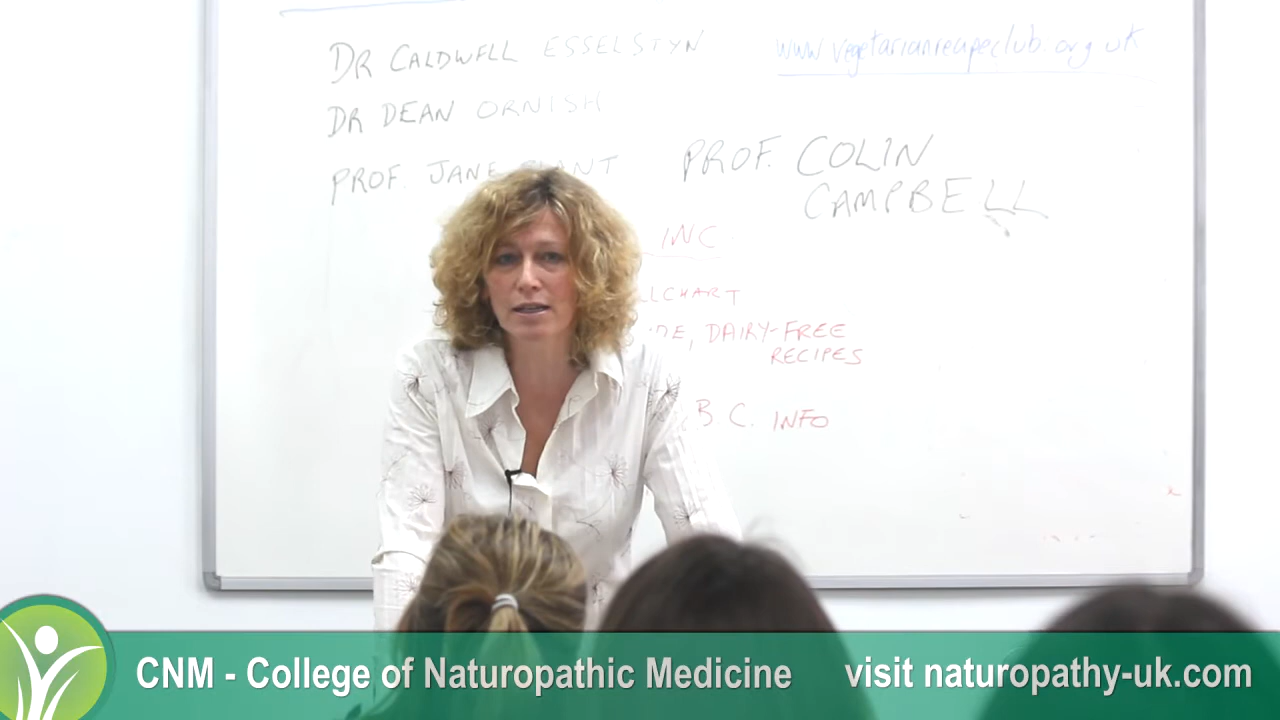 DR CALDWELL ESSELSTYN
www.vegetarianrecipeclub.org.uk
DR DEAN ORNISH
PROF. JANE PLANT
PROF. COLIN
CAMPBELL
INC
DAIRY-FREE
RECIPES
B.C. INFO
CNM - College of Naturopathic Medicine
visit naturopathy-uk.com